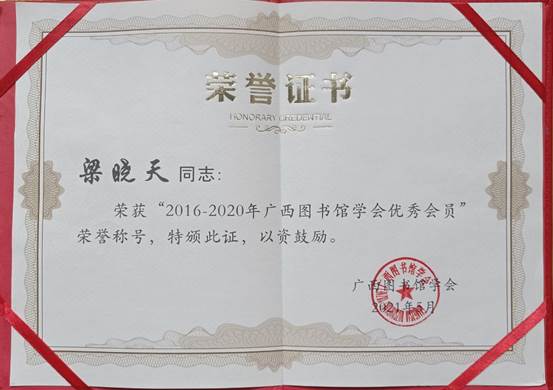 荣誉证书
HONORARY CREDENTIAL
梁晓天 同志：
荣获“2016-2020年广西图书馆学会优秀会员”
荣誉称号，特颁此证，以资鼓励。
广西图书馆学会
2021年5月